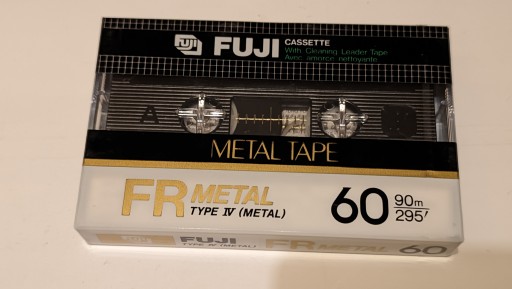 FUJI FUJI CASSETTE
With Cleaning Leader Tape
Avec amorce nettoyante
A
METAL TAPE
FR METAL
TYPE IV (METAL)
60 90m
295'
FUJI
TYPE IV (METAL)
FR METAL 60